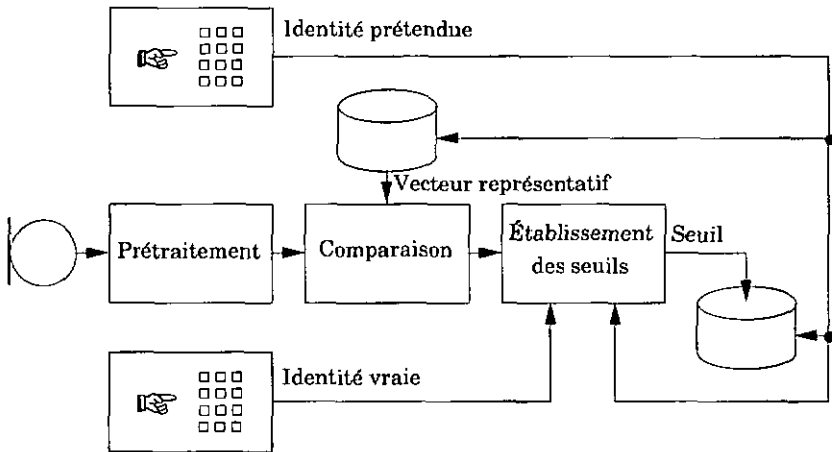 Identité prétendue
Vecteur représentatif
Prétraitement
Comparaison
Établissement
des seuils
Seuil
Identité vraie